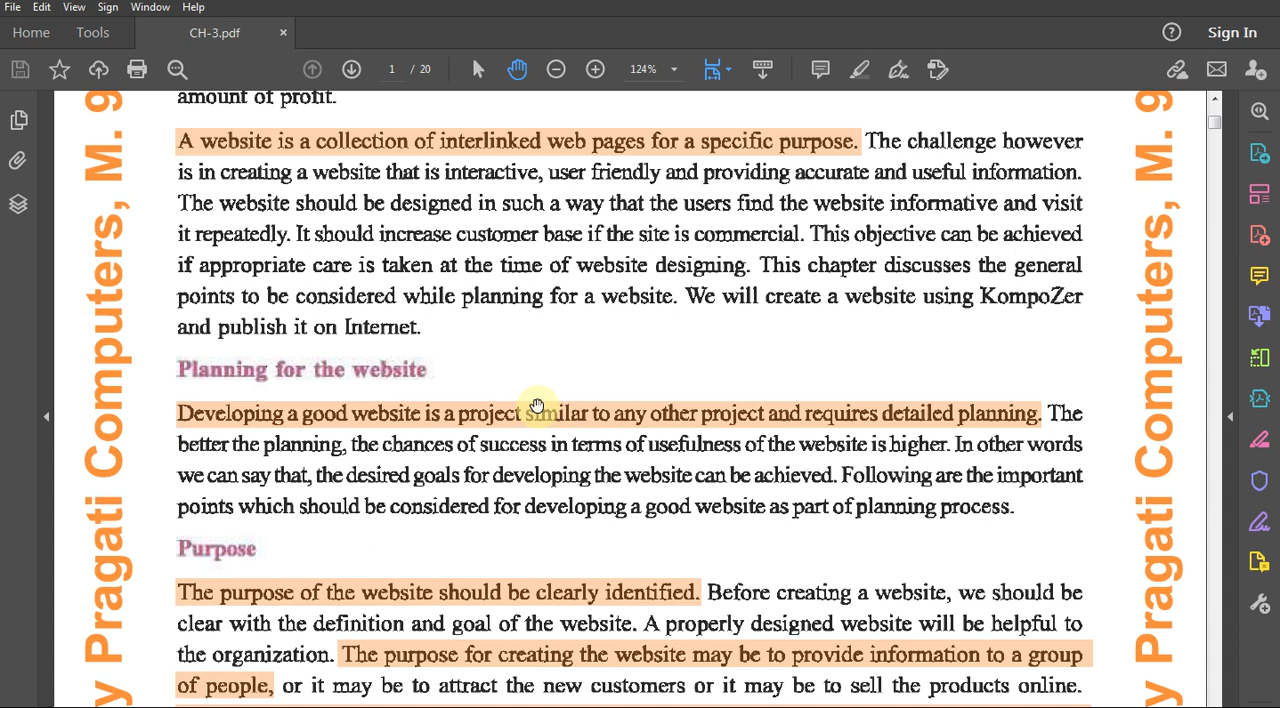 File Edit View Sign Window Help
Home Tools CH-3.pdf × ? Sign In
1 / 20 124%
amount of profit.
A website is a collection of interlinked web pages for a specific purpose. The challenge however
is in creating a website that is interactive, user friendly and providing accurate and useful information.
The website should be designed in such a way that the users find the website informative and visit
it repeatedly. It should increase customer base if the site is commercial. This objective can be achieved
if appropriate care is taken at the time of website designing. This chapter discusses the general
points to be considered while planning for a website. We will create a website using KompoZer
and publish it on Internet.
Planning for the website
Developing a good website is a project similar to any other project and requires detailed planning. The
better the planning, the chances of success in terms of usefulness of the website is higher. In other words
we can say that, the desired goals for developing the website can be achieved. Following are the important
points which should be considered for developing a good website as part of planning process.
Purpose
The purpose of the website should be clearly identified. Before creating a website, we should be
clear with the definition and goal of the website. A properly designed website will be helpful to
the organization. The purpose for creating the website may be to provide information to a group
of people, or it may be to attract the new customers or it may be to sell the products online.
y Pragati Computers, M. 9
y Pragati Computers, M. 9